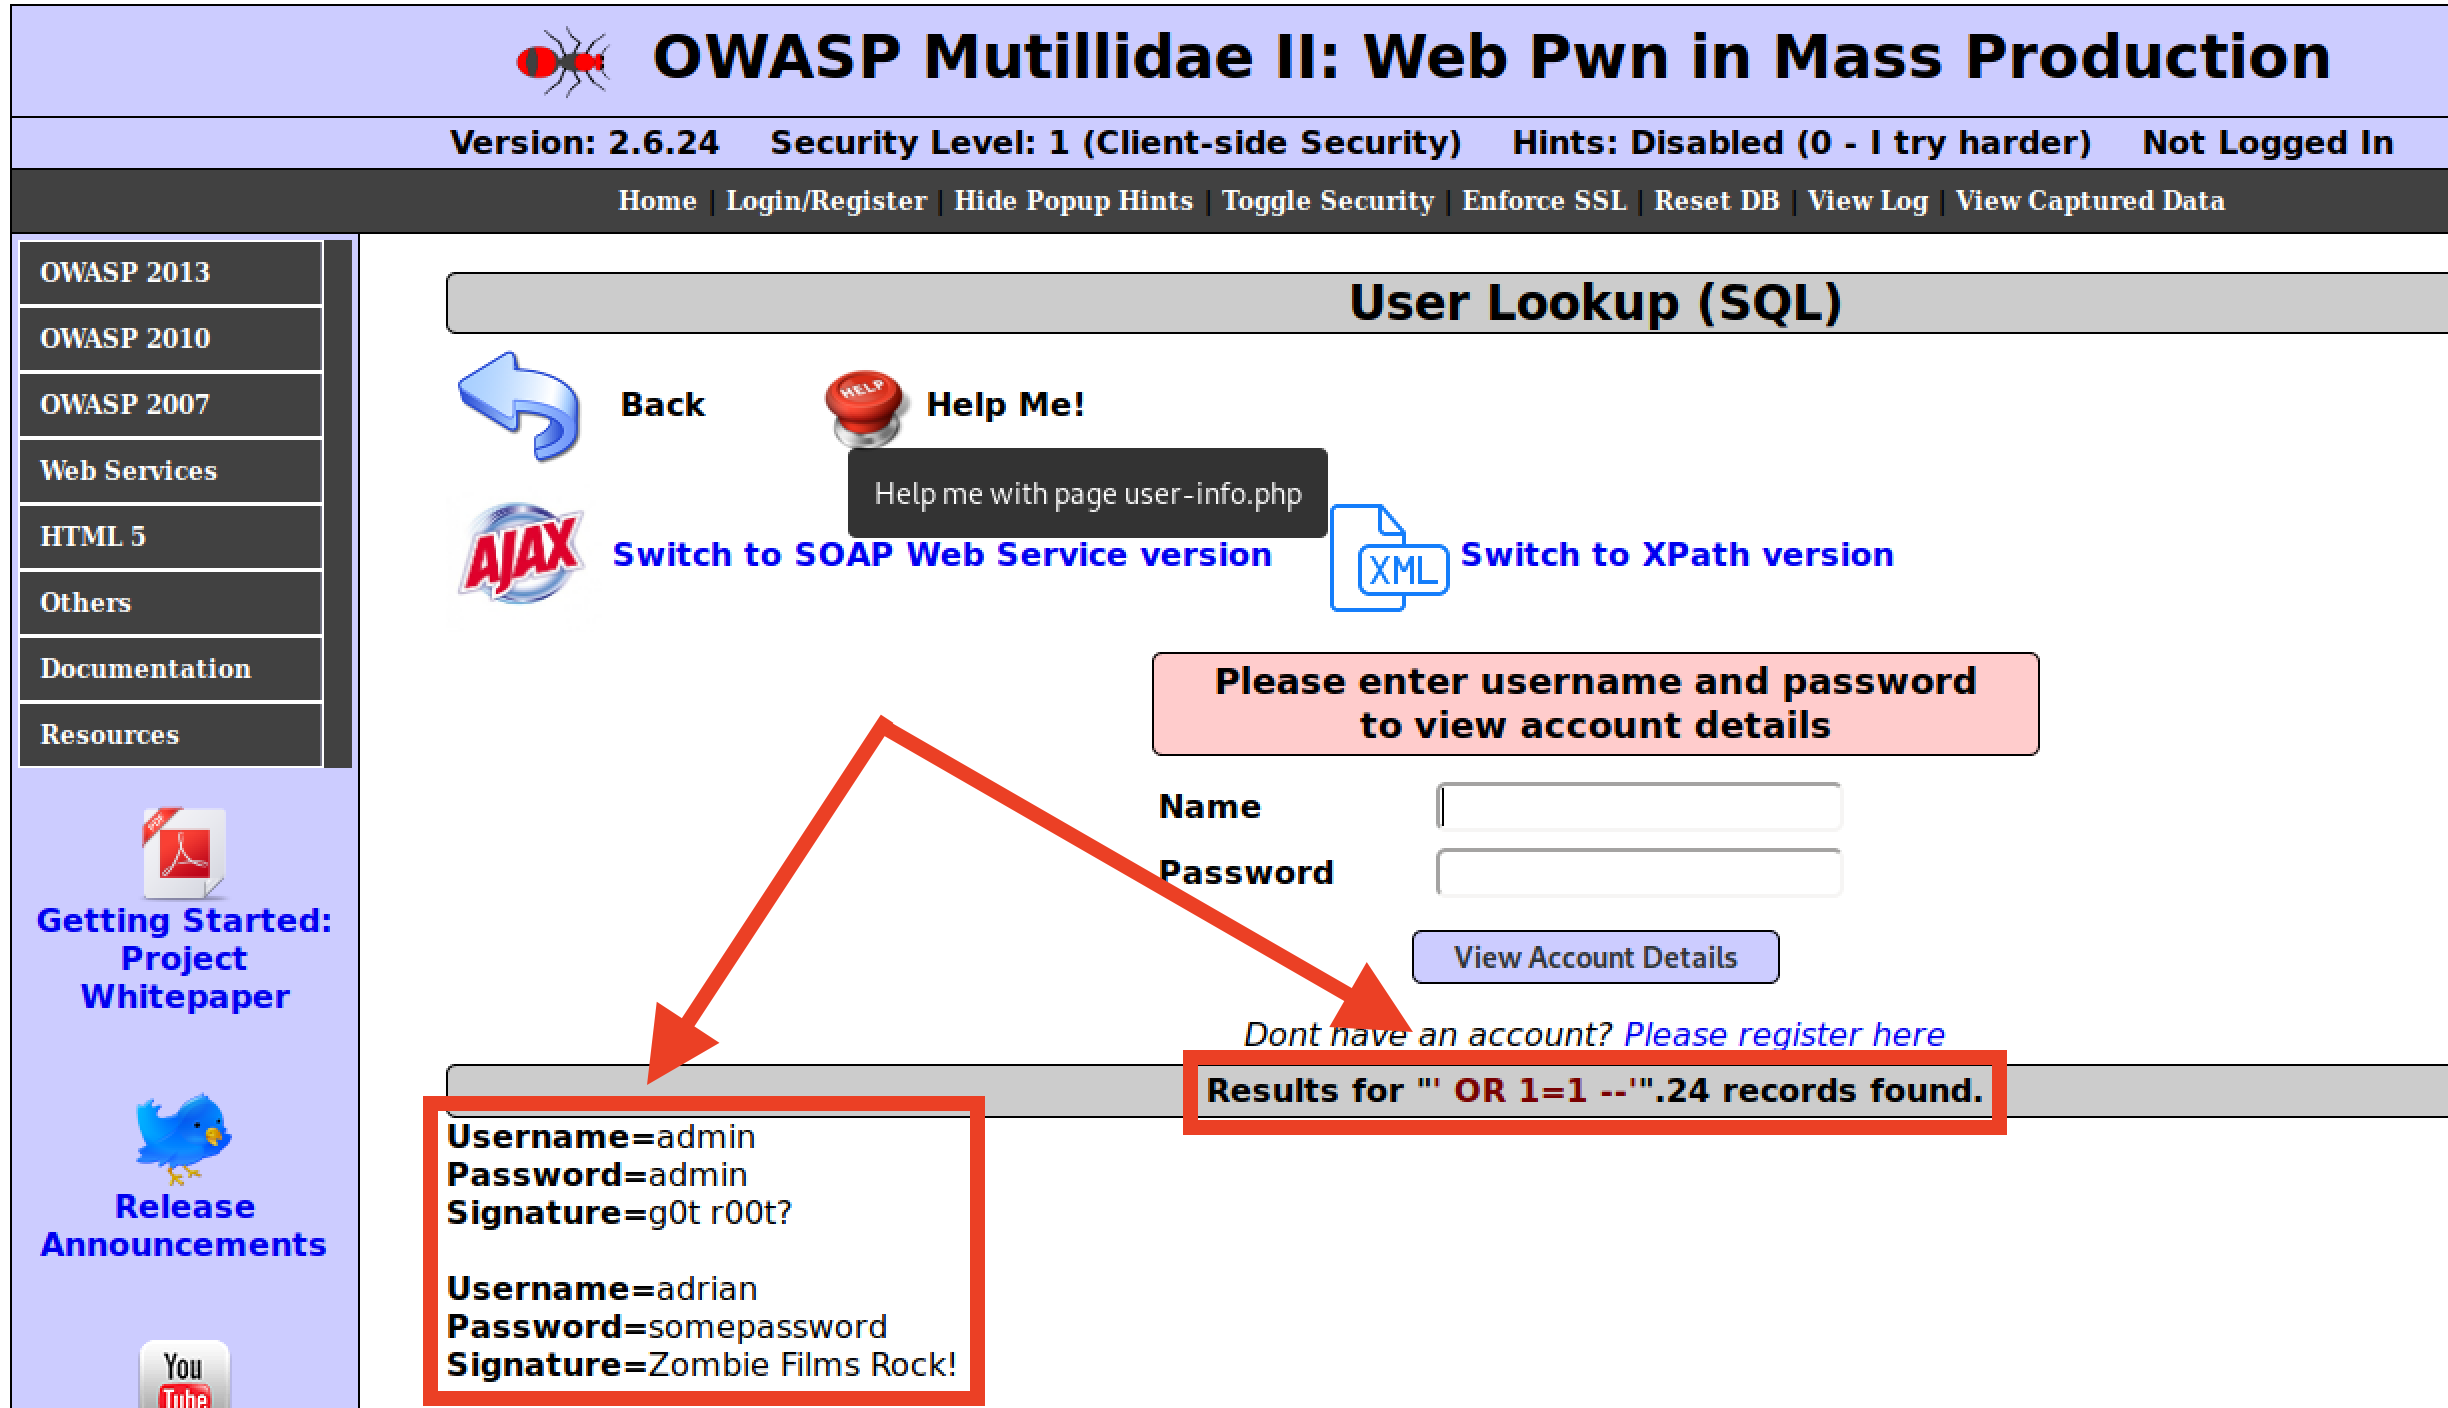 OWASP Mutillidae II: Web Pwn in Mass Production
Version: 2.6.24 Security Level: 1 (Client-side Security) Hints: Disabled (0 - I try harder) Not Logged In
Home | Login/Register | Hide Popup Hints | Toggle Security | Enforce SSL | Reset DB | View Log | View Captured Data
OWASP 2013
OWASP 2010
OWASP 2007
Web Services
HTML 5
Others
Documentation
Resources
PDF
Getting Started:
Project
Whitepaper
Release
Announcements
You
Tube
User Lookup (SQL)
Back
HELP
Help Me!
Help me with page user-info.php
AJAX
Switch to SOAP Web Service version
XML
Switch to XPath version
Please enter username and password
to view account details
Name
Password
View Account Details
Dont have an account? Please register here
Results for "' OR 1=1 --'".24 records found.
Username=admin
Password=admin
Signature=g0t r00t?
Username=adrian
Password=somepassword
Signature=Zombie Films Rock!